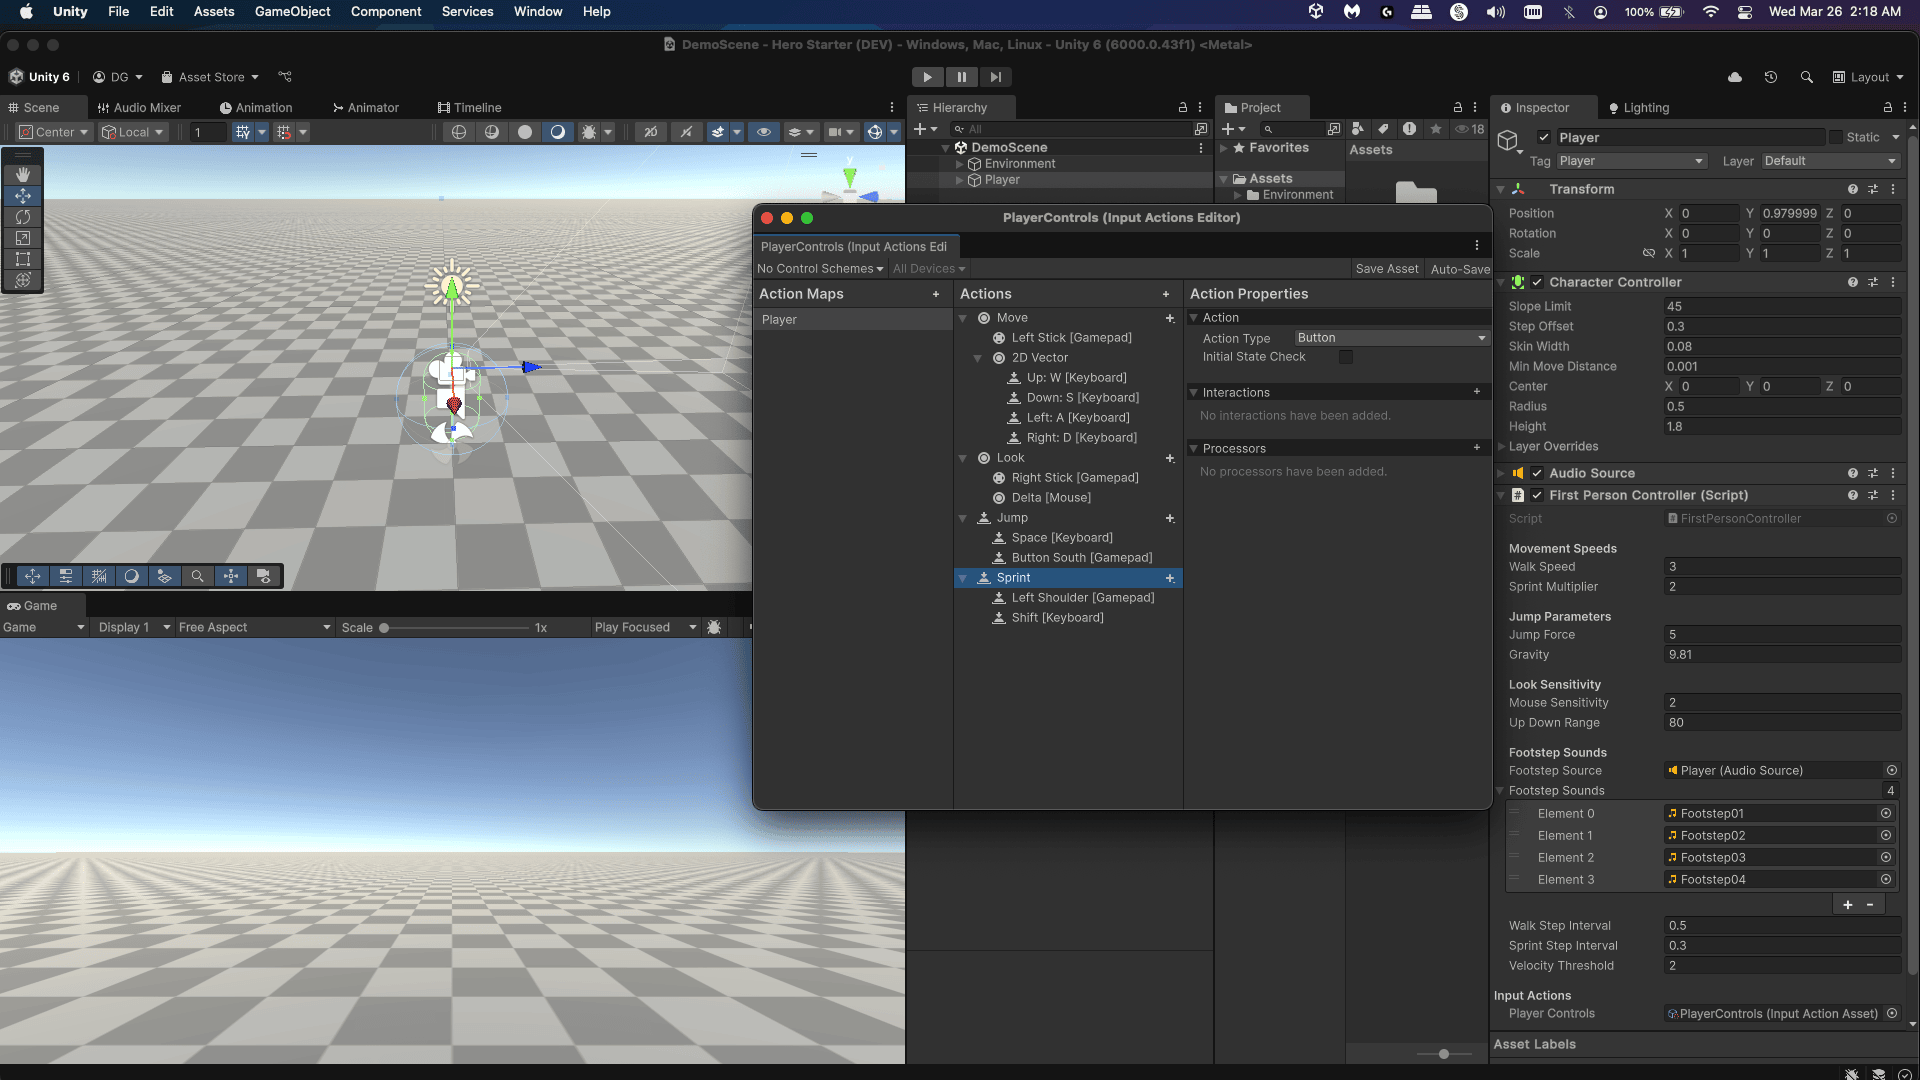 Unity File Edit Assets GameObject Component Services Window Help 100% Wed Mar 26 2:18 AM
DemoScene - Hero Starter (DEV) - Windows, Mac, Linux - Unity 6 (6000.0.43f1) <Metal>
Unity 6 DG Asset Store Layout
Scene Audio Mixer Animation Animator Timeline
Center Local 1 2D
y
Hierarchy
All
DemoScene
Environment
Player
Project
18
Favorites
Assets
Environment
Assets
PlayerControls (Input Actions Editor)
PlayerControls (Input Actions Edi
No Control Schemes All Devices Save Asset Auto-Save
Action Maps +
Player
Actions +
Move
Left Stick [Gamepad]
2D Vector
Up: W [Keyboard]
Down: S [Keyboard]
Left: A [Keyboard]
Right: D [Keyboard]
Look
Right Stick [Gamepad]
Delta [Mouse]
Jump
Space [Keyboard]
Button South [Gamepad]
Sprint
Left Shoulder [Gamepad]
Shift [Keyboard]
Action Properties
Action
Action Type Button
Initial State Check
Interactions +
No interactions have been added.
Processors +
No processors have been added.
Game
Game Display 1 Free Aspect Scale 1x Play Focused
Inspector Lighting
Player Static
Tag Player Layer Default
Transform
Position X 0 Y 0.979999 Z 0
Rotation X 0 Y 0 Z 0
Scale X 1 Y 1 Z 1
Character Controller
Slope Limit 45
Step Offset 0.3
Skin Width 0.08
Min Move Distance 0.001
Center X 0 Y 0 Z 0
Radius 0.5
Height 1.8
Layer Overrides
Audio Source
# First Person Controller (Script)
Script FirstPersonController
Movement Speeds
Walk Speed 3
Sprint Multiplier 2
Jump Parameters
Jump Force 5
Gravity 9.81
Look Sensitivity
Mouse Sensitivity 2
Up Down Range 80
Footstep Sounds
Footstep Source Player (Audio Source)
Footstep Sounds 4
Element 0 Footstep01
Element 1 Footstep02
Element 2 Footstep03
Element 3 Footstep04
+ -
Walk Step Interval 0.5
Sprint Step Interval 0.3
Velocity Threshold 2
Input Actions
Player Controls PlayerControls (Input Action Asset)
Asset Labels